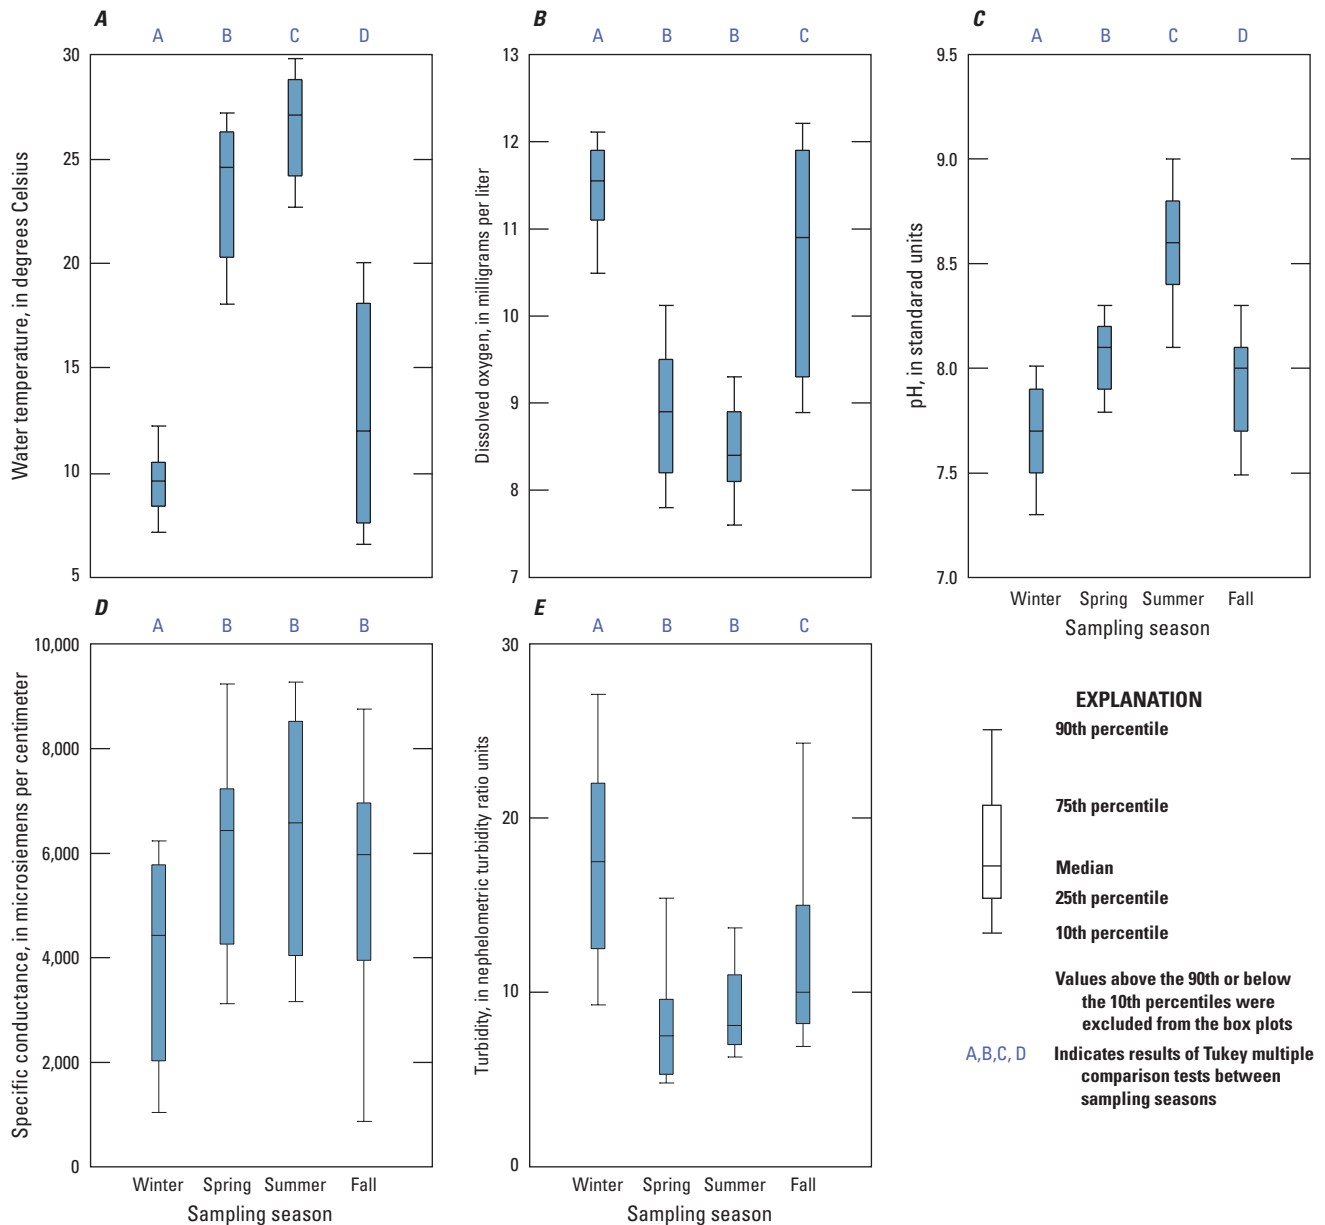 A
A B C D
30
25
20
15
10
5
Water temperature, in degrees Celsius
B
A B B C
13
12
11
10
9
8
7
Dissolved oxygen, in milligrams per liter
C
A B C D
9.5
9.0
8.5
8.0
7.5
7.0
pH, in standarad units
Winter Spring Summer Fall
Sampling season
D
A B B B
10,000
8,000
6,000
4,000
2,000
0
Specific conductance, in microsiemens per centimeter
Winter Spring Summer Fall
Sampling season
E
A B B C
30
20
10
0
Turbidity, in nephelometric turbidity ratio units
Winter Spring Summer Fall
Sampling season
EXPLANATION
90th percentile
75th percentile
Median
25th percentile
10th percentile
Values above the 90th or below
the 10th percentiles were
excluded from the box plots
A,B,C, D Indicates results of Tukey multiple
comparison tests between
sampling seasons